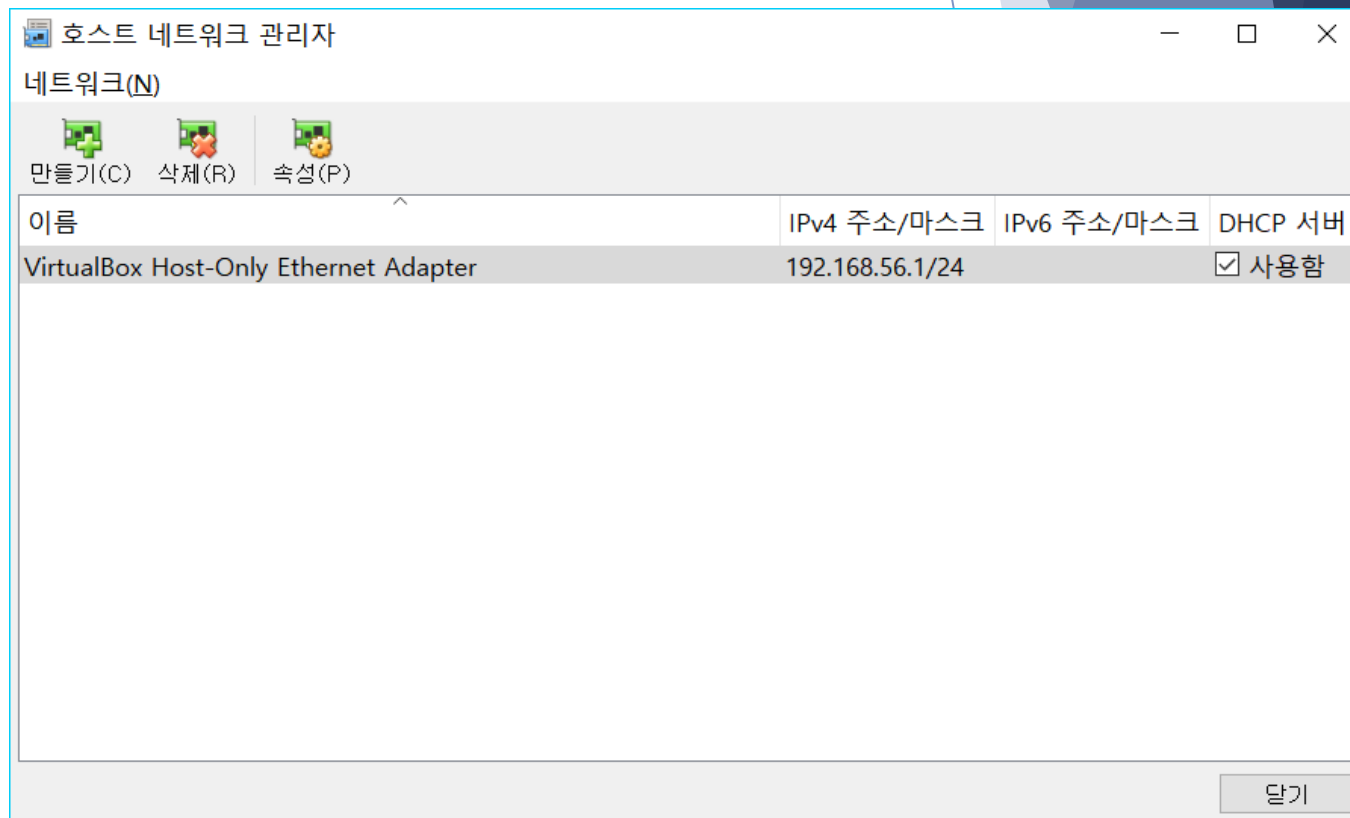 호스트 네트워크 관리자
네트워크(N)
만들기(C) 삭제(R) 속성(P)
이름 IPv4 주소/마스크 IPv6 주소/마스크 DHCP 서버
VirtualBox Host-Only Ethernet Adapter 192.168.56.1/24 사용함
닫기